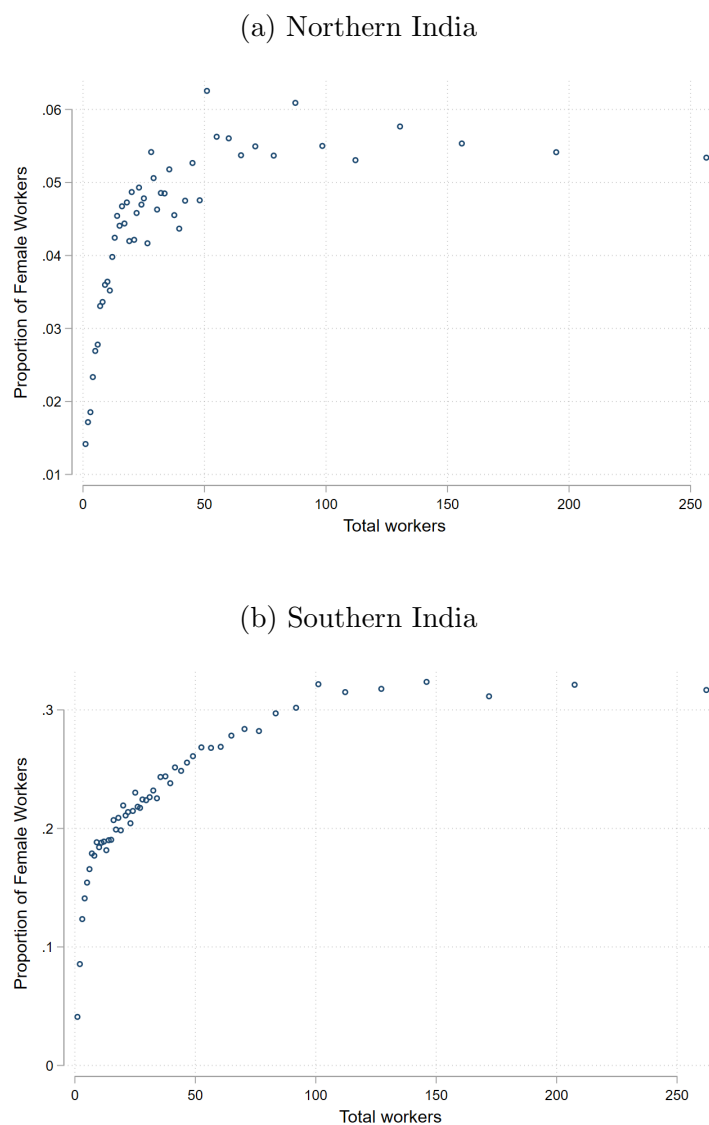 (a) Northern India
Proportion of Female Workers
.06
.05
.04
.03
.02
.01
0 50 100 150 200 250
Total workers
(b) Southern India
Proportion of Female Workers
.3
.2
.1
0
0 50 100 150 200 250
Total workers